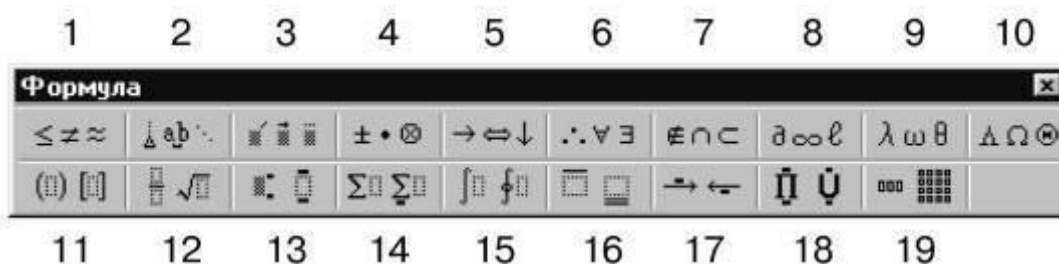 1 2 3 4 5 6 7 8 9 10
Формула
≤ ≠ ≈ a͟b ⋱ ± • ⊗ → ⇔ ↓ ∴ ∀ ∃ ∉ ∩ ⊂ ∂ ∞ ℓ λ ω θ Λ Ω ⊛
(▯) [▯] √▯ Σ▯ Σ▯ ∫▯ ∮▯ → ← Π Ụ
11 12 13 14 15 16 17 18 19